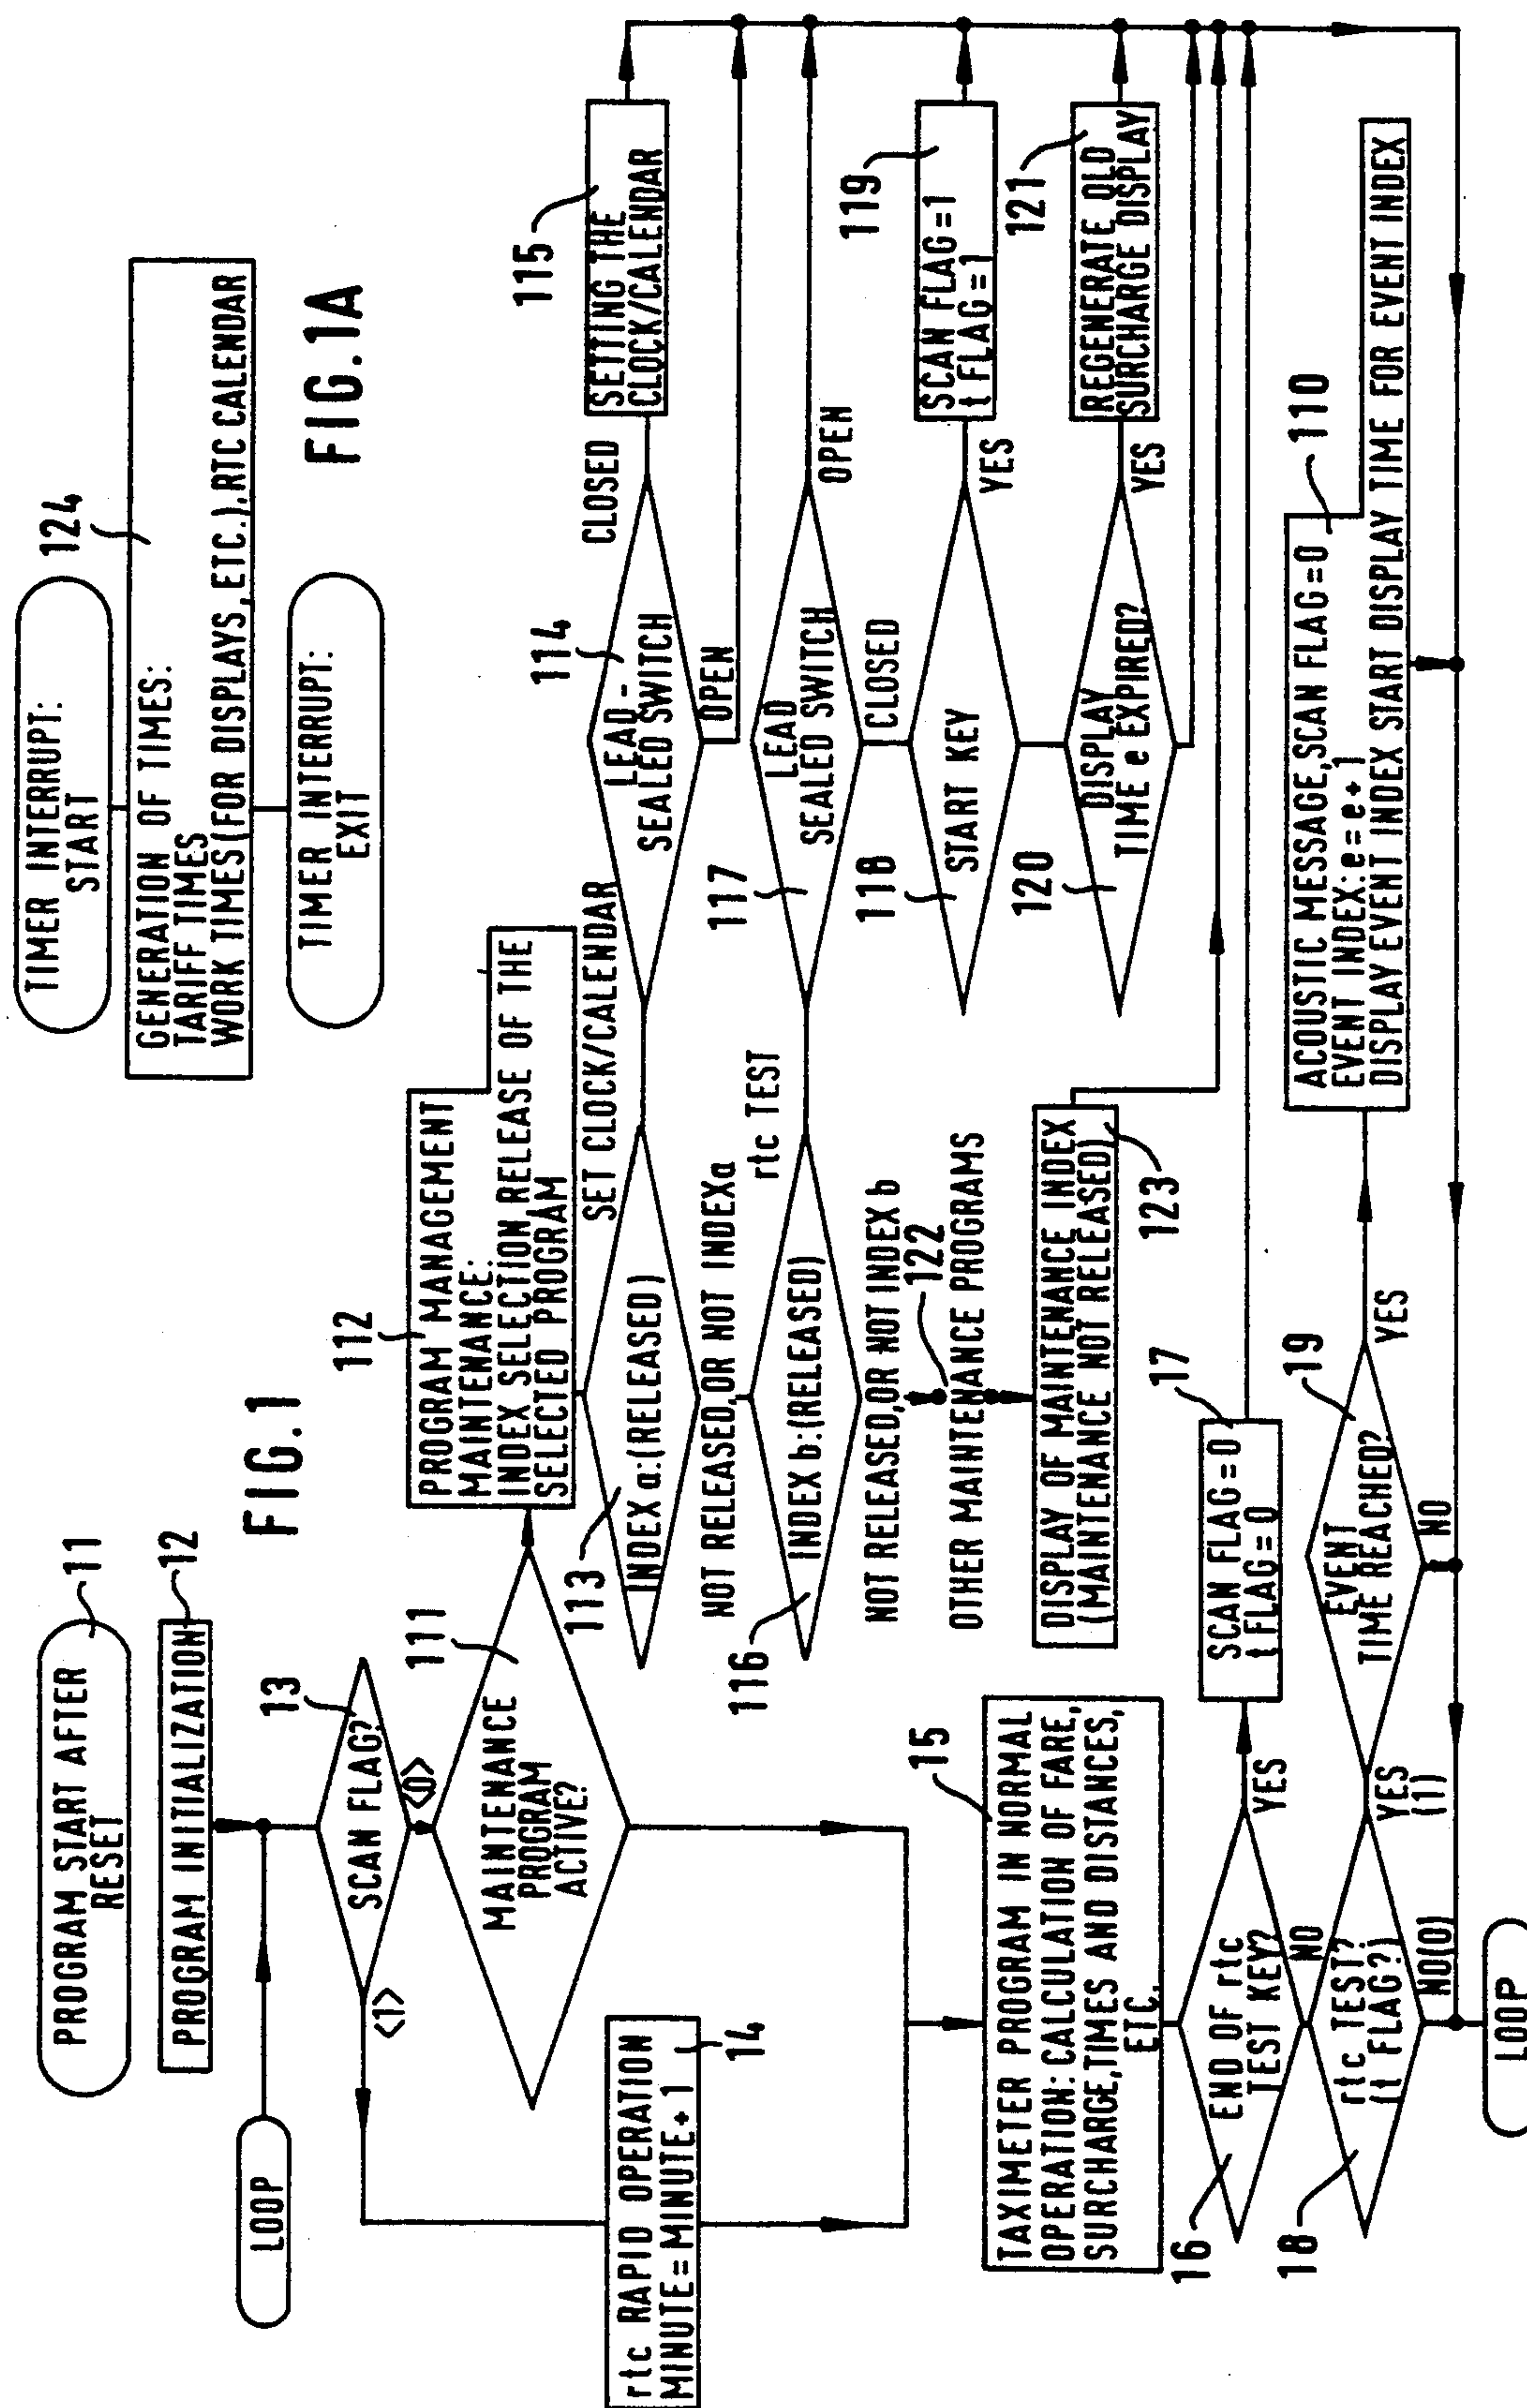 TIMER INTERRUPT:
START
124
GENERATION OF TIMES:
TARIFF TIMES
WORK TIMES(FOR DISPLAYS,ETC.),RTC CALENDAR
TIMER INTERRUPT:
EXIT
FIG.1A
FIG.1
PROGRAM START AFTER
RESET
11
PROGRAM INITIALIZATION
12
LOOP
SCAN FLAG?
13
<1>
<0>
MAINTENANCE
PROGRAM
ACTIVE?
111
rtc RAPID OPERATION
MINUTE=MINUTE+1
14
112
PROGRAM MANAGEMENT
MAINTENANCE:
INDEX SELECTION,RELEASE OF THE
SELECTED PROGRAM
113
INDEX a:(RELEASED)
SET CLOCK/CALENDAR
114
LEAD-
SEALED SWITCH
CLOSED
OPEN
115
SETTING THE
CLOCK/CALENDAR
NOT RELEASED,OR NOT INDEX a
116
INDEX b:(RELEASED)
rtc TEST
117
LEAD
SEALED SWITCH
OPEN
CLOSED
118
START KEY
YES
119
SCAN FLAG=1
t FLAG=1
120
DISPLAY
TIME e EXPIRED?
YES
121
REGENERATE OLD
SURCHARGE DISPLAY
NOT RELEASED,OR NOT INDEX b
122
OTHER MAINTENANCE PROGRAMS
DISPLAY OF MAINTENANCE INDEX
(MAINTENANCE NOT RELEASED)
123
15
TAXIMETER PROGRAM IN NORMAL
OPERATION:CALCULATION OF FARE,
SURCHARGE,TIMES AND DISTANCES,
ETC.
16
END OF rtc
TEST KEY?
YES
NO
17
SCAN FLAG=0
t FLAG=0
18
rtc TEST?
(t FLAG?)
YES
(1)
NO(0)
19
EVENT
TIME REACHED?
YES
NO
110
ACOUSTIC MESSAGE,SCAN FLAG=0
EVENT INDEX:e=e+1
DISPLAY EVENT INDEX START DISPLAY TIME FOR EVENT INDEX
LOOP